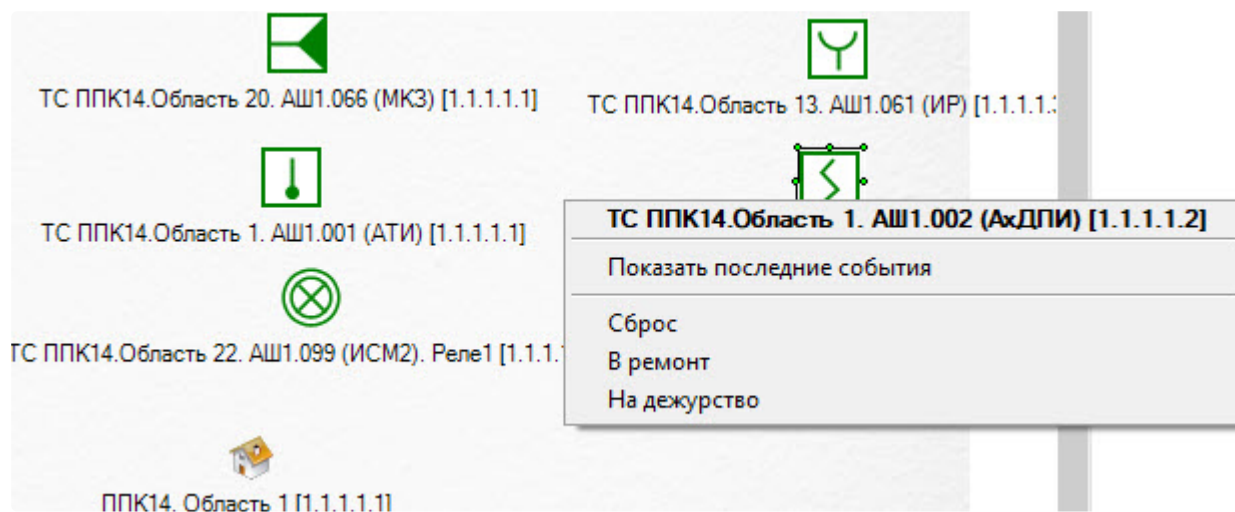 ТС ППК14.Область 20. АШ1.066 (МКЗ) [1.1.1.1.1]
ТС ППК14.Область 13. АШ1.061 (ИР) [1.1.1.1.
ТС ППК14.Область 1. АШ1.001 (АТИ) [1.1.1.1.1]
ТС ППК14.Область 1. АШ1.002 (АхДПИ) [1.1.1.1.2]
Показать последние события
Сброс
В ремонт
На дежурство
ТС ППК14.Область 22. АШ1.099 (ИСМ2). Реле1 [1.1.1.
ППК14. Область 1 [1.1.1.1.1]